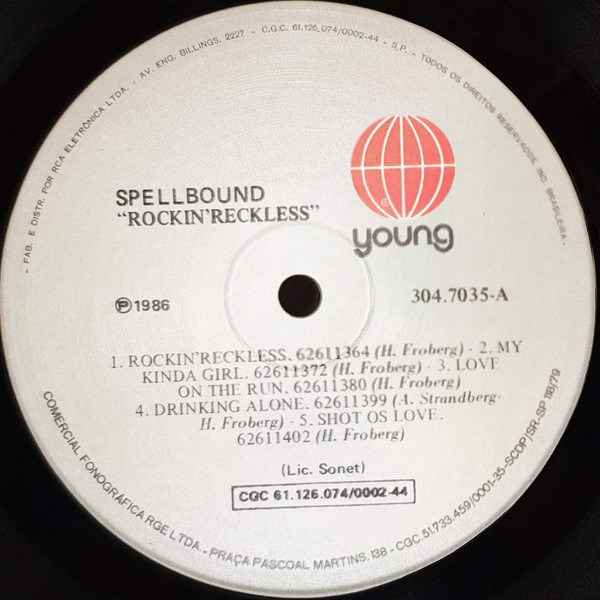 - FAB. E DISTR. POR RCA ELETRÔNICA LTDA. - AV. ENG. BILLINGS, 2227 - C.G.C. 61.126.074/0002-44 - S.P. - TODOS OS DIREITOS RESERVADOS. IND. BRASILEIRA.
young
SPELLBOUND
“ROCKIN'RECKLESS”
℗ 1986
304.7035-A
1. ROCKIN'RECKLESS. 62611364 (H. Froberg) - 2. MY
KINDA GIRL. 62611372 (H. Froberg) - 3. LOVE
ON THE RUN. 62611380 (H. Froberg)
4. DRINKING ALONE. 62611399 (A. Strandberg-
H. Froberg) - 5. SHOT OS LOVE.
62611402 (H. Froberg)
(Lic. Sonet)
CGC 61.126.074/0002-44
COMERCIAL FONOGRÁFICA RGE LTDA. - PRAÇA PASCOAL MARTINS, 138 - CGC. 51.733.459/0001-35-SCDP/SR-SP 118/79